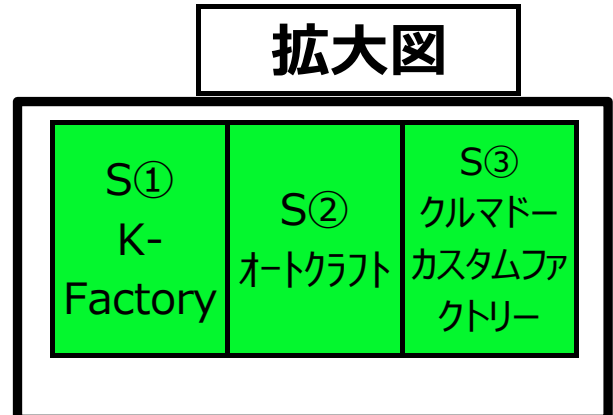 拡大図
S①
K-
Factory
S②
オートクラフト
S③
クルマドー
カスタムファ
クトリー